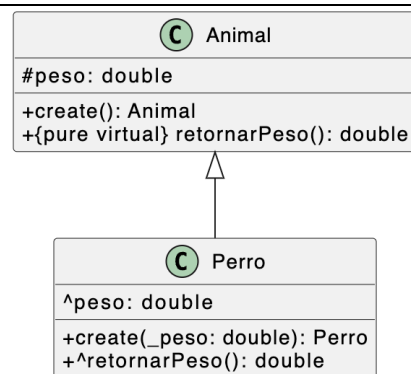 C Animal
#peso: double
+create(): Animal
+{pure virtual} retornarPeso(): double
C Perro
^peso: double
+create(_peso: double): Perro
+^retornarPeso(): double